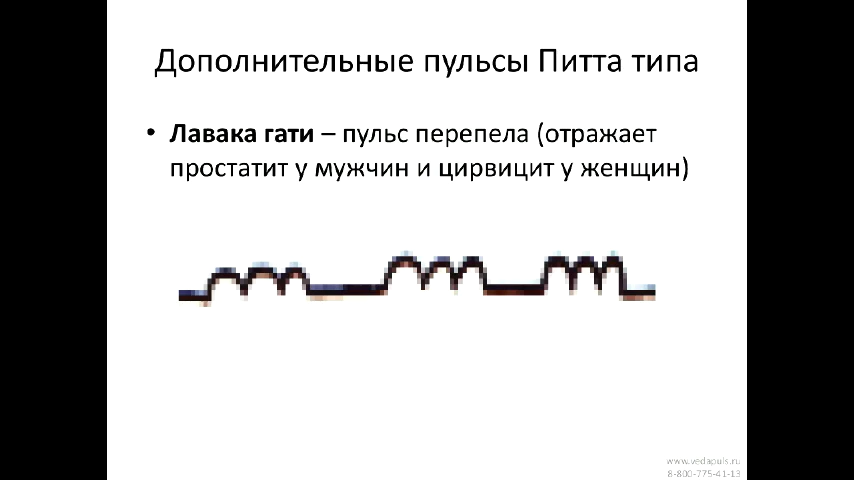 Дополнительные пульсы Питта типа
• Лавака гати – пульс перепела (отражает
простатит у мужчин и цирвицит у женщин)
www.vedapuls.ru
8-800-775-41-13